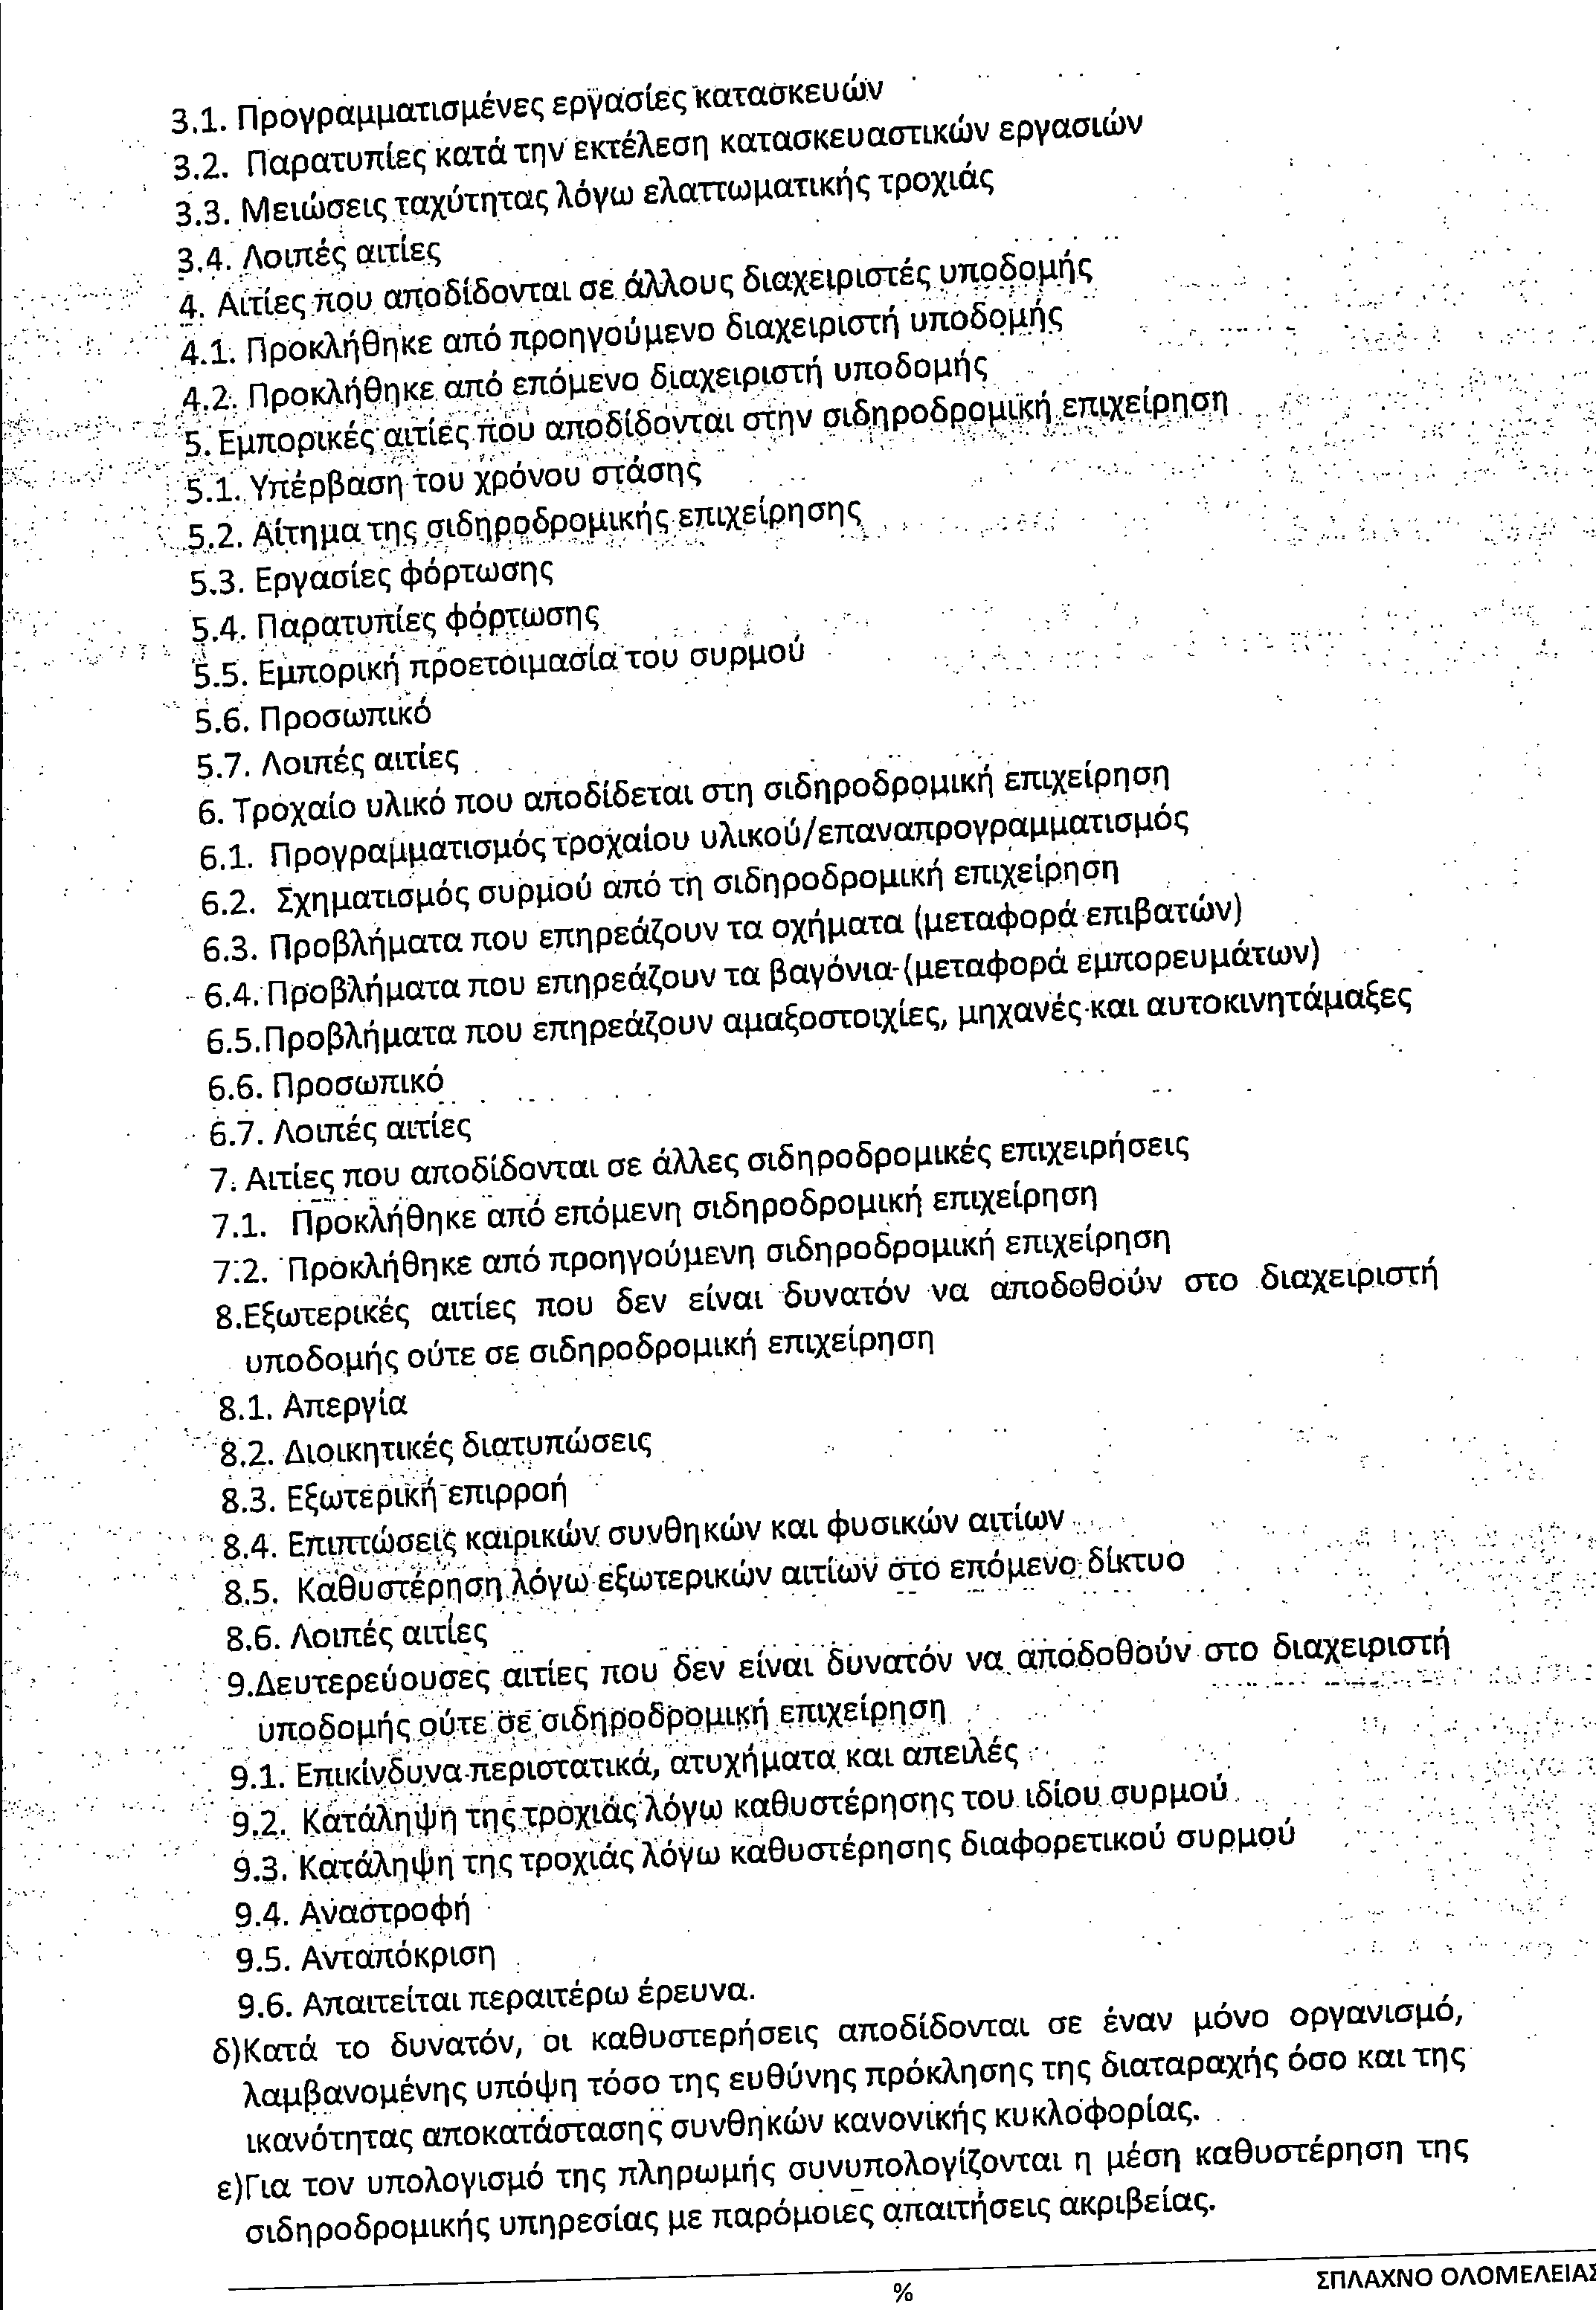 3.1. Προγραμματισμένες εργασίες κατασκευών
3.2. Παρατυπίες κατά την εκτέλεση κατασκευαστικών εργασιών
3.3. Μειώσεις ταχύτητας λόγω ελαττωματικής τροχιάς
3.4. Λοιπές αιτίες
4. Αιτίες που αποδίδονται σε άλλους διαχειριστές υποδομής
4.1. Προκλήθηκε από προηγούμενο διαχειριστή υποδομής
4.2. Προκλήθηκε από επόμενο διαχειριστή υποδομής
5. Εμπορικές αιτίες που αποδίδονται στην σιδηροδρομική επιχείρηση
5.1. Υπέρβαση του χρόνου στάσης
5.2. Αίτημα της σιδηροδρομικής επιχείρησης
5.3. Εργασίες φόρτωσης
5.4. Παρατυπίες φόρτωσης
5.5. Εμπορική προετοιμασία του συρμού
5.6. Προσωπικό
5.7. Λοιπές αιτίες
6. Τροχαίο υλικό που αποδίδεται στη σιδηροδρομική επιχείρηση
6.1. Προγραμματισμός τροχαίου υλικού/επαναπρογραμματισμός
6.2. Σχηματισμός συρμού από τη σιδηροδρομική επιχείρηση
6.3. Προβλήματα που επηρεάζουν τα οχήματα (μεταφορά επιβατών)
6.4. Προβλήματα που επηρεάζουν τα βαγόνια (μεταφορά εμπορευμάτων)
6.5.Προβλήματα που επηρεάζουν αμαξοστοιχίες, μηχανές και αυτοκινητάμαξες
6.6. Προσωπικό
6.7. Λοιπές αιτίες
7. Αιτίες που αποδίδονται σε άλλες σιδηροδρομικές επιχειρήσεις
7.1. Προκλήθηκε από επόμενη σιδηροδρομική επιχείρηση
7.2. Προκλήθηκε από προηγούμενη σιδηροδρομική επιχείρηση
8.Εξωτερικές αιτίες που δεν είναι δυνατόν να αποδοθούν στο διαχειριστή
υποδομής ούτε σε σιδηροδρομική επιχείρηση
8.1. Απεργία
8.2. Διοικητικές διατυπώσεις
8.3. Εξωτερική επιρροή
8.4. Επιπτώσεις καιρικών συνθηκών και φυσικών αιτίων
8.5. Καθυστέρηση λόγω εξωτερικών αιτίων στο επόμενο δίκτυο
8.6. Λοιπές αιτίες
9.Δευτερεύουσες αιτίες που δεν είναι δυνατόν να αποδοθούν στο διαχειριστή
υποδομής ούτε σε σιδηροδρομική επιχείρηση
9.1. Επικίνδυνα περιστατικά, ατυχήματα και απειλές
9.2. Κατάληψη της τροχιάς λόγω καθυστέρησης του ιδίου συρμού
9.3. Κατάληψη της τροχιάς λόγω καθυστέρησης διαφορετικού συρμού
9.4. Αναστροφή
9.5. Ανταπόκριση
9.6. Απαιτείται περαιτέρω έρευνα.
δ)Κατά το δυνατόν, οι καθυστερήσεις αποδίδονται σε έναν μόνο οργανισμό,
λαμβανομένης υπόψη τόσο της ευθύνης πρόκλησης της διαταραχής όσο και της
ικανότητας αποκατάστασης συνθηκών κανονικής κυκλοφορίας.
ε)Για τον υπολογισμό της πληρωμής συνυπολογίζονται η μέση καθυστέρηση της
σιδηροδρομικής υπηρεσίας με παρόμοιες απαιτήσεις ακριβείας.
%
ΣΠΛΑΧΝΟ ΟΛΟΜΕΛΕΙΑΣ